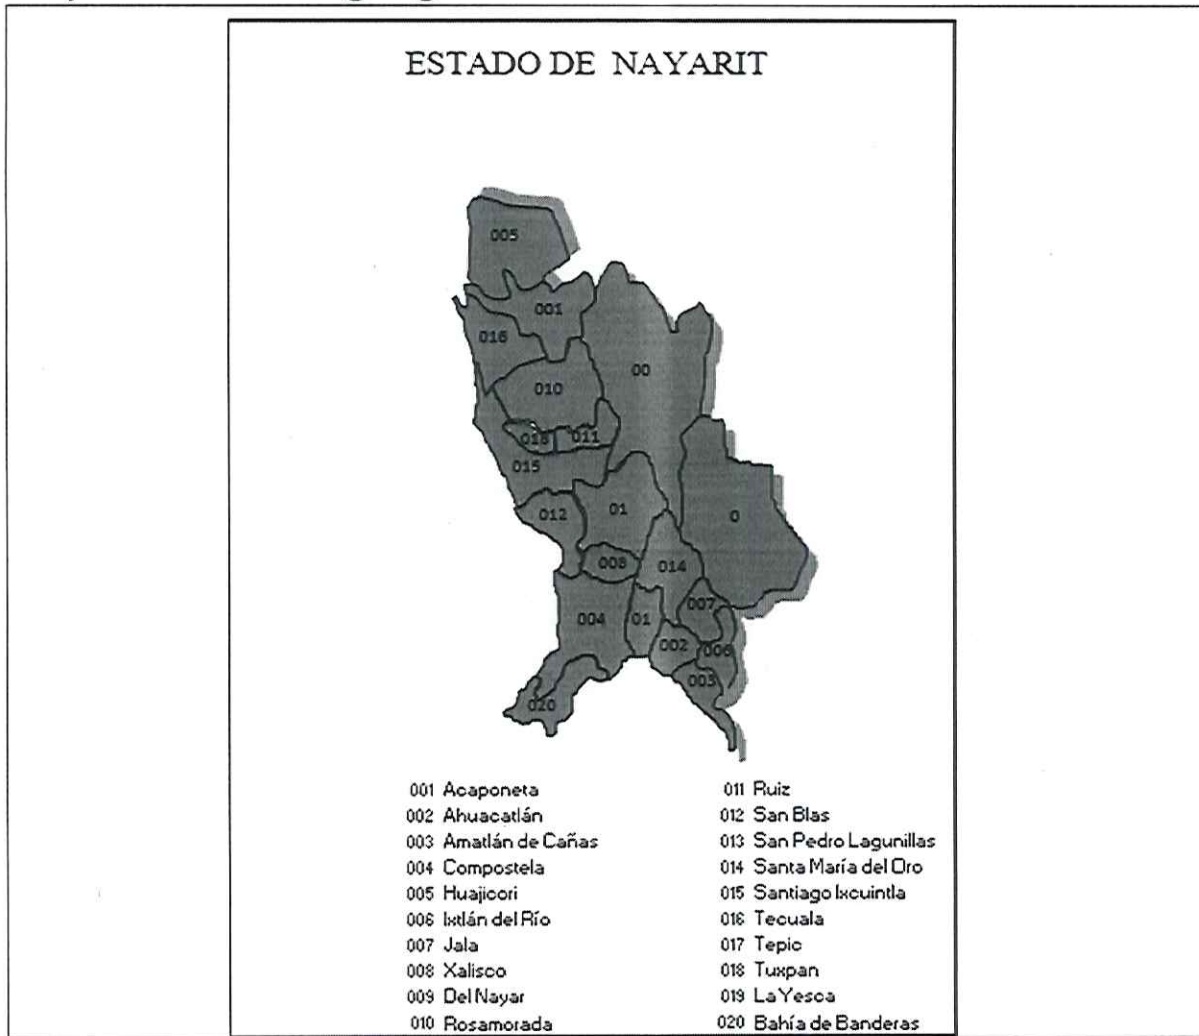 ESTADO DE NAYARIT
005
001
016
00
010
018 011
015
01
012
0
008
014
007
004
01
002
006
003
020
001 Acaponeta
002 Ahuacatlán
003 Amatlán de Cañas
004 Compostela
005 Huajicori
006 Ixtlán del Río
007 Jala
008 Xalisco
009 Del Nayar
010 Rosamorada
011 Ruiz
012 San Blas
013 San Pedro Lagunillas
014 Santa María del Oro
015 Santiago Ixcuintla
016 Tecuala
017 Tepic
018 Tuxpan
019 La Yesca
020 Bahía de Banderas